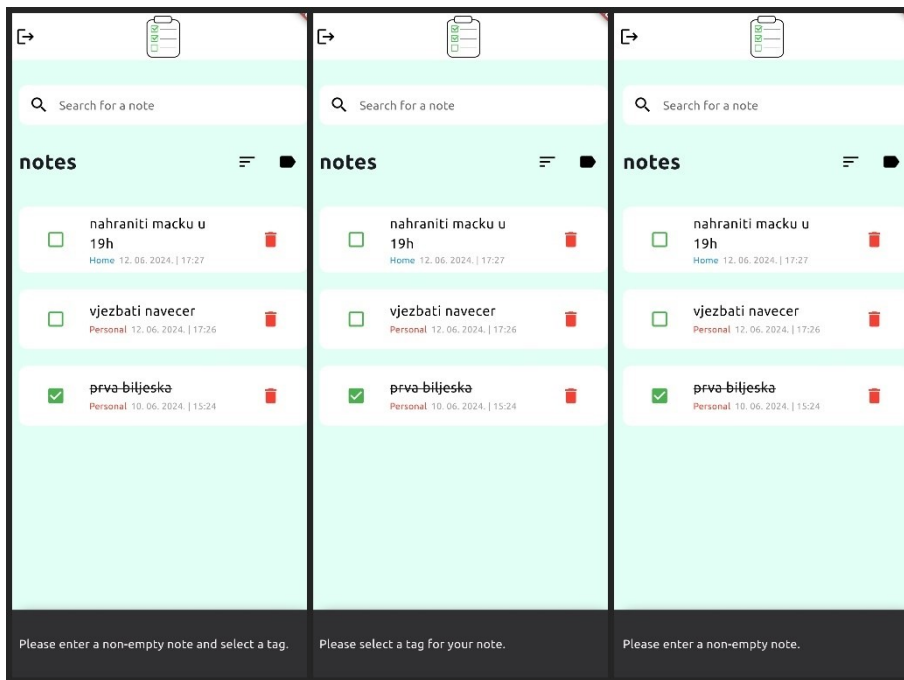 Search for a note
notes
nahraniti macku u
19h
Home 12. 06. 2024. | 17:27
vjezbati navecer
Personal 12. 06. 2024. | 17:26
prva biljeska
Personal 10. 06. 2024. | 15:24
Please enter a non-empty note and select a tag.
Search for a note
notes
nahraniti macku u
19h
Home 12. 06. 2024. | 17:27
vjezbati navecer
Personal 12. 06. 2024. | 17:26
prva biljeska
Personal 10. 06. 2024. | 15:24
Please select a tag for your note.
Search for a note
notes
nahraniti macku u
19h
Home 12. 06. 2024. | 17:27
vjezbati navecer
Personal 12. 06. 2024. | 17:26
prva biljeska
Personal 10. 06. 2024. | 15:24
Please enter a non-empty note.